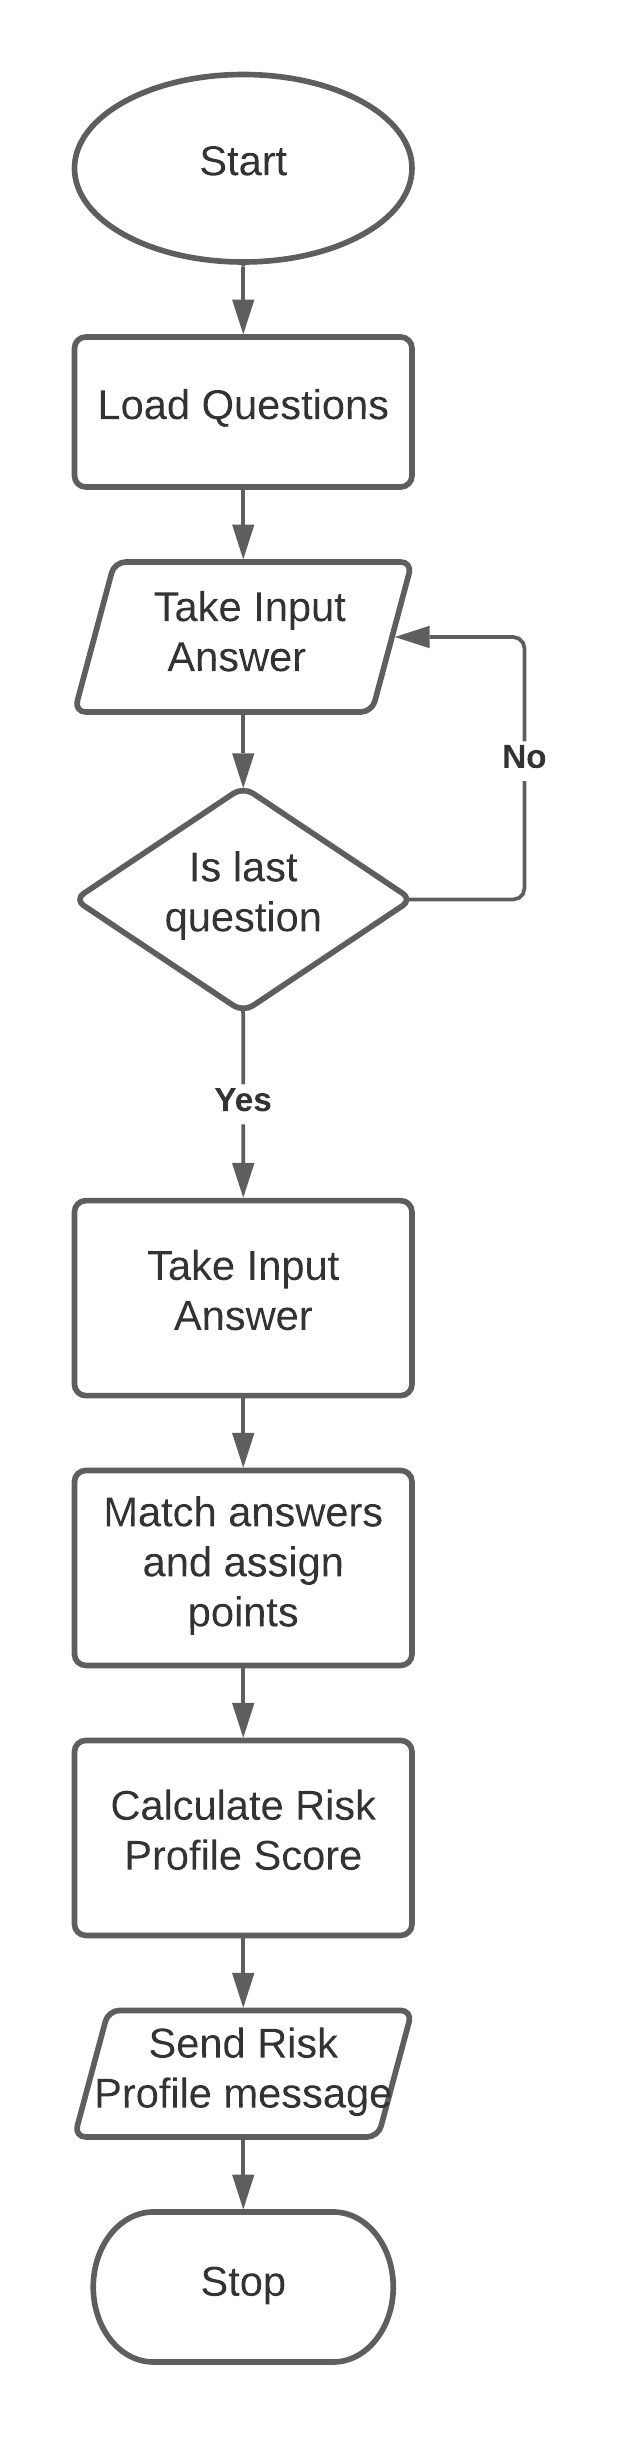 Start
Load Questions
Take Input
Answer
No
Is last
question
Yes
Take Input
Answer
Match answers
and assign
points
Calculate Risk
Profile Score
Send Risk
Profile message
Stop